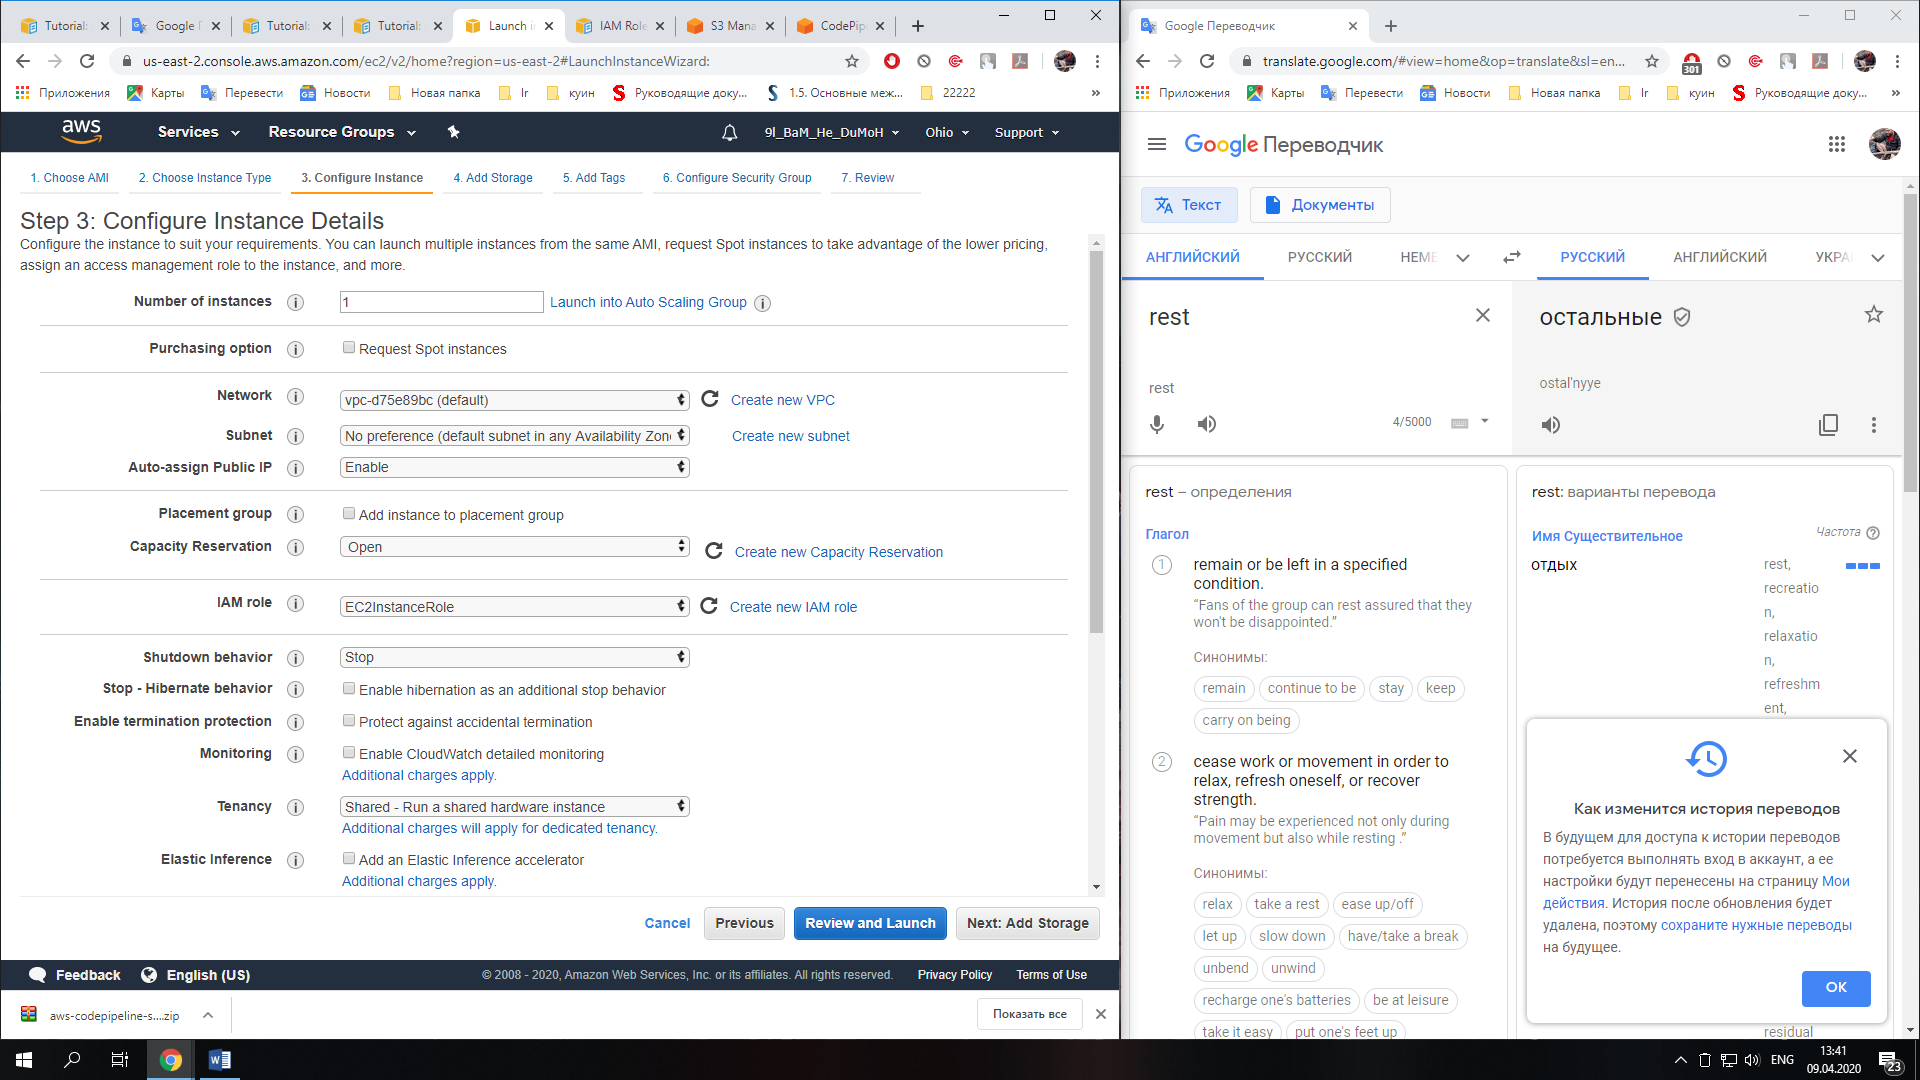 Tutorial:
Google П
Tutorial:
Tutorial:
Launch i
IAM Role
S3 Mana
CodePip
us-east-2.console.aws.amazon.com/ec2/v2/home?region=us-east-2#LaunchInstanceWizard:
Приложения
Карты
Перевести
Новости
Новая папка
lr
куин
Руководящие доку...
1.5. Основные меж...
22222
»
aws
Services
Resource Groups
9l_BaM_He_DuMoH
Ohio
Support
1. Choose AMI
2. Choose Instance Type
3. Configure Instance
4. Add Storage
5. Add Tags
6. Configure Security Group
7. Review
Step 3: Configure Instance Details
Configure the instance to suit your requirements. You can launch multiple instances from the same AMI, request Spot instances to take advantage of the lower pricing,
assign an access management role to the instance, and more.
Number of instances
1
Launch into Auto Scaling Group
Purchasing option
Request Spot instances
Network
vpc-d75e89bc (default)
Create new VPC
Subnet
No preference (default subnet in any Availability Zon
Create new subnet
Auto-assign Public IP
Enable
Placement group
Add instance to placement group
Capacity Reservation
Open
Create new Capacity Reservation
IAM role
EC2InstanceRole
Create new IAM role
Shutdown behavior
Stop
Stop - Hibernate behavior
Enable hibernation as an additional stop behavior
Enable termination protection
Protect against accidental termination
Monitoring
Enable CloudWatch detailed monitoring
Additional charges apply.
Tenancy
Shared - Run a shared hardware instance
Additional charges will apply for dedicated tenancy.
Elastic Inference
Add an Elastic Inference accelerator
Additional charges apply.
Cancel
Previous
Review and Launch
Next: Add Storage
Feedback
English (US)
© 2008 - 2020, Amazon Web Services, Inc. or its affiliates. All rights reserved.
Privacy Policy
Terms of Use
aws-codepipeline-s....zip
Показать все
Google Переводчик
translate.google.com/#view=home&op=translate&sl=en...
301
Приложения
Карты
Перевести
Новости
Новая папка
lr
куин
Руководящие доку...
»
Google Переводчик
Текст
Документы
АНГЛИЙСКИЙ
РУССКИЙ
НЕМЕ
РУССКИЙ
АНГЛИЙСКИЙ
УКРА
rest
rest
4/5000
остальные
ostal'nyye
rest – определения
Глагол
1
remain or be left in a specified
condition.
“Fans of the group can rest assured that they
won't be disappointed.”
Синонимы:
remain
continue to be
stay
keep
carry on being
2
cease work or movement in order to
relax, refresh oneself, or recover
strength.
“Pain may be experienced not only during
movement but also while resting .”
Синонимы:
relax
take a rest
ease up/off
let up
slow down
have/take a break
unbend
unwind
recharge one's batteries
be at leisure
take it easy
put one's feet up
rest: варианты перевода
Имя Существительное
Частота
отдых
rest,
recreatio
n,
relaxatio
n,
refreshm
ent,
Как изменится история переводов
В будущем для доступа к истории переводов
потребуется выполнять вход в аккаунт, а ее
настройки будут перенесены на страницу Мои
действия. История после обновления будет
удалена, поэтому сохраните нужные переводы
на будущее.
OK
residual
ENG
13:41
09.04.2020
23